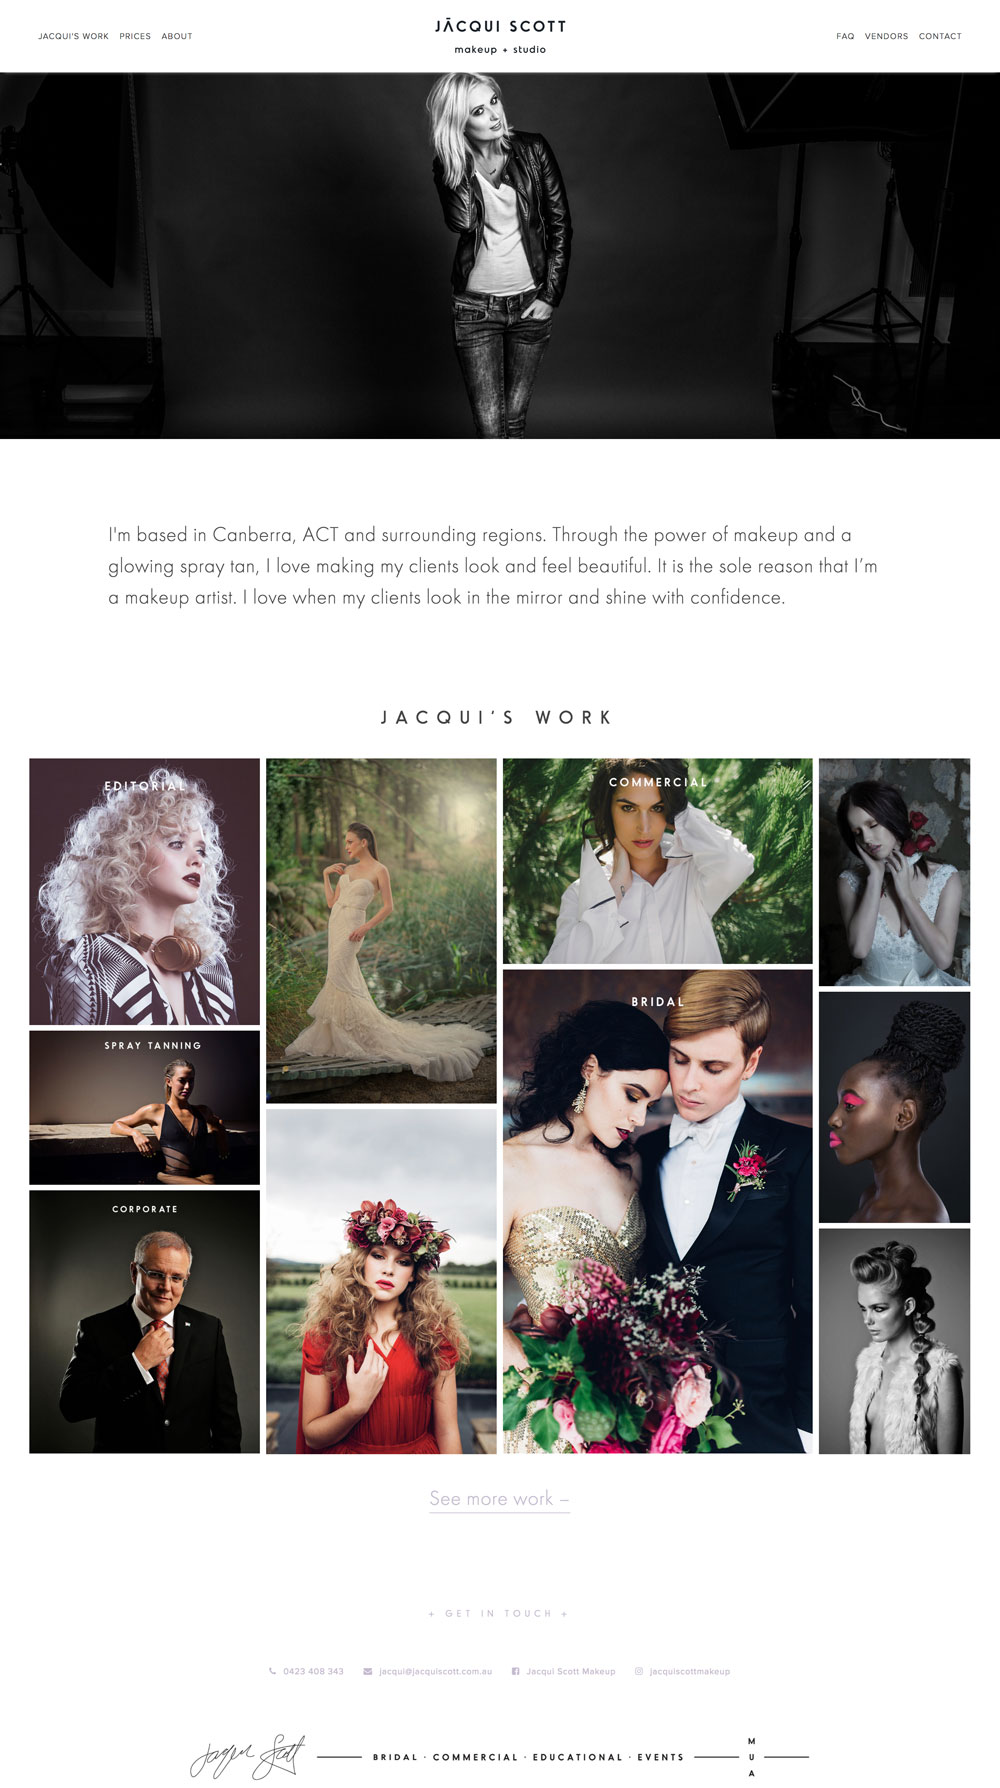 JACQUI'S WORK PRICES ABOUT
JĀCQUI SCOTT
makeup + studio
FAQ VENDORS CONTACT
I'm based in Canberra, ACT and surrounding regions. Through the power of makeup and a
glowing spray tan, I love making my clients look and feel beautiful. It is the sole reason that I'm
a makeup artist. I love when my clients look in the mirror and shine with confidence.
JACQUI'S WORK
EDITORIAL
COMMERCIAL
BRIDAL
SPRAY TANNING
CORPORATE
See more work –
+ GET IN TOUCH +
0423 408 343 jacqui@jacquiscott.com.au Jacqui Scott Makeup jacquiscottmakeup
Jacqui Scott
BRIDAL · COMMERCIAL · EDUCATIONAL · EVENTS
M
U
A